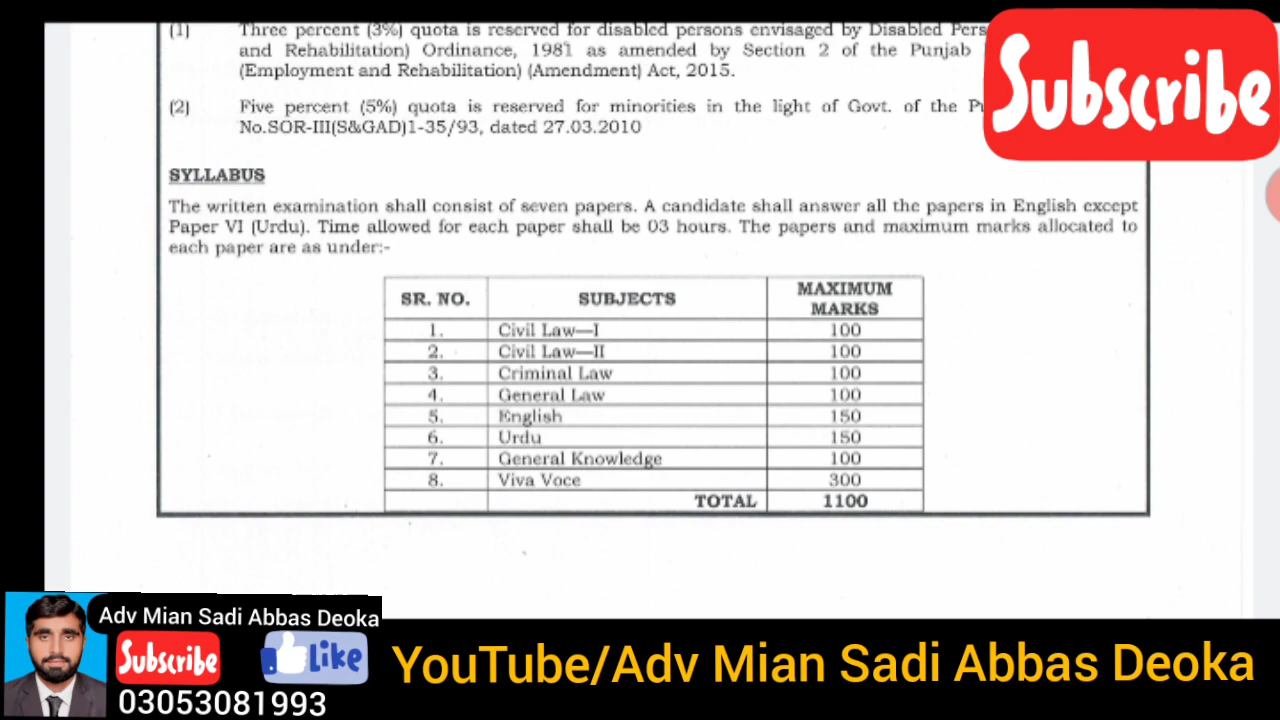 (1) Three percent (3%) quota is reserved for disabled persons envisaged by Disabled Pers
and Rehabilitation) Ordinance, 1981 as amended by Section 2 of the Punjab
(Employment and Rehabilitation) (Amendment) Act, 2015.
(2) Five percent (5%) quota is reserved for minorities in the light of Govt. of the
No.SOR-III(S&GAD)1-35/93, dated 27.03.2010
Subscribe
SYLLABUS
The written examination shall consist of seven papers. A candidate shall answer all the papers in English except
Paper VI (Urdu). Time allowed for each paper shall be 03 hours. The papers and maximum marks allocated to
each paper are as under:-
SR. NO. SUBJECTS MAXIMUM MARKS
1. Civil Law—I 100
2. Civil Law—II 100
3. Criminal Law 100
4. General Law 100
5. English 150
6. Urdu 150
7. General Knowledge 100
8. Viva Voce 300
TOTAL 1100
Adv Mian Sadi Abbas Deoka
Subscribe Like
03053081993
YouTube/Adv Mian Sadi Abbas Deoka